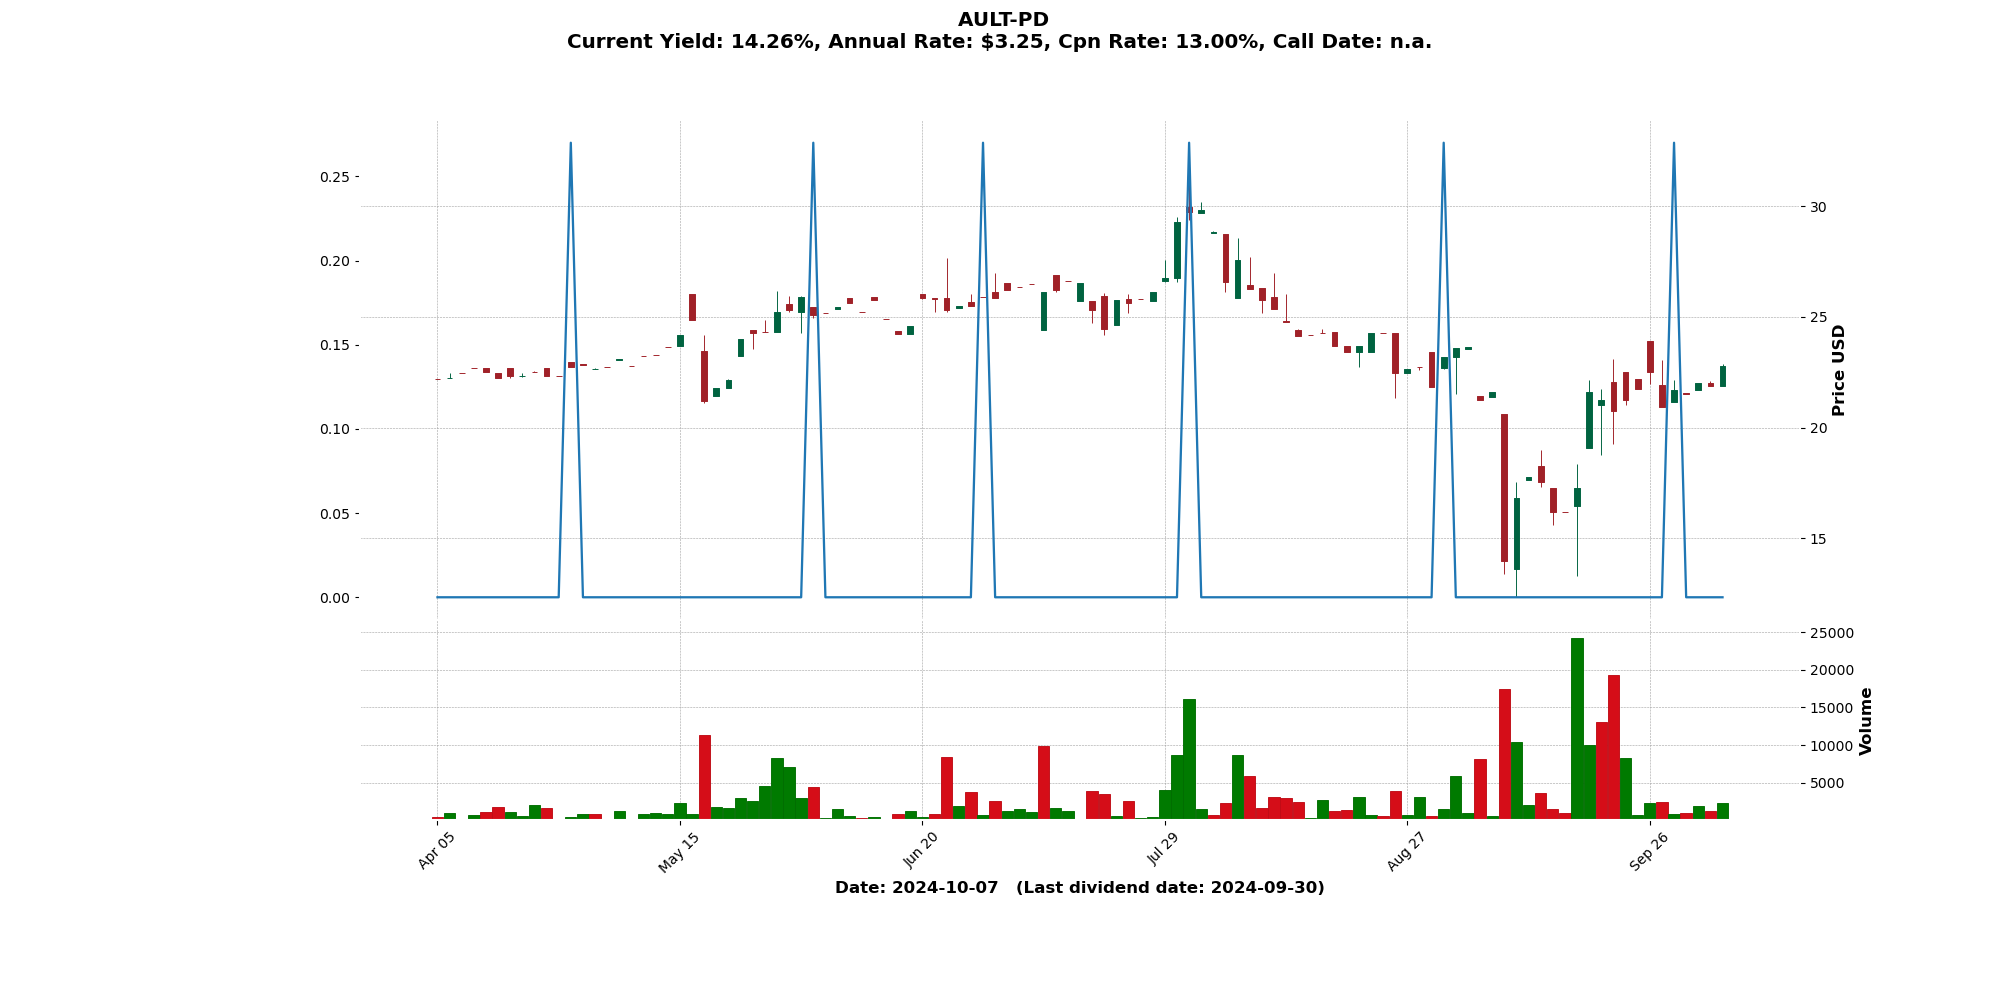 AULT-PD
Current Yield: 14.26%, Annual Rate: $3.25, Cpn Rate: 13.00%, Call Date: n.a.
0.25
0.20
0.15
0.10
0.05
0.00
30
25
20
15
Price USD
25000
20000
15000
10000
5000
Volume
Apr 05
May 15
Jun 20
Jul 29
Aug 27
Sep 26
Date: 2024-10-07   (Last dividend date: 2024-09-30)